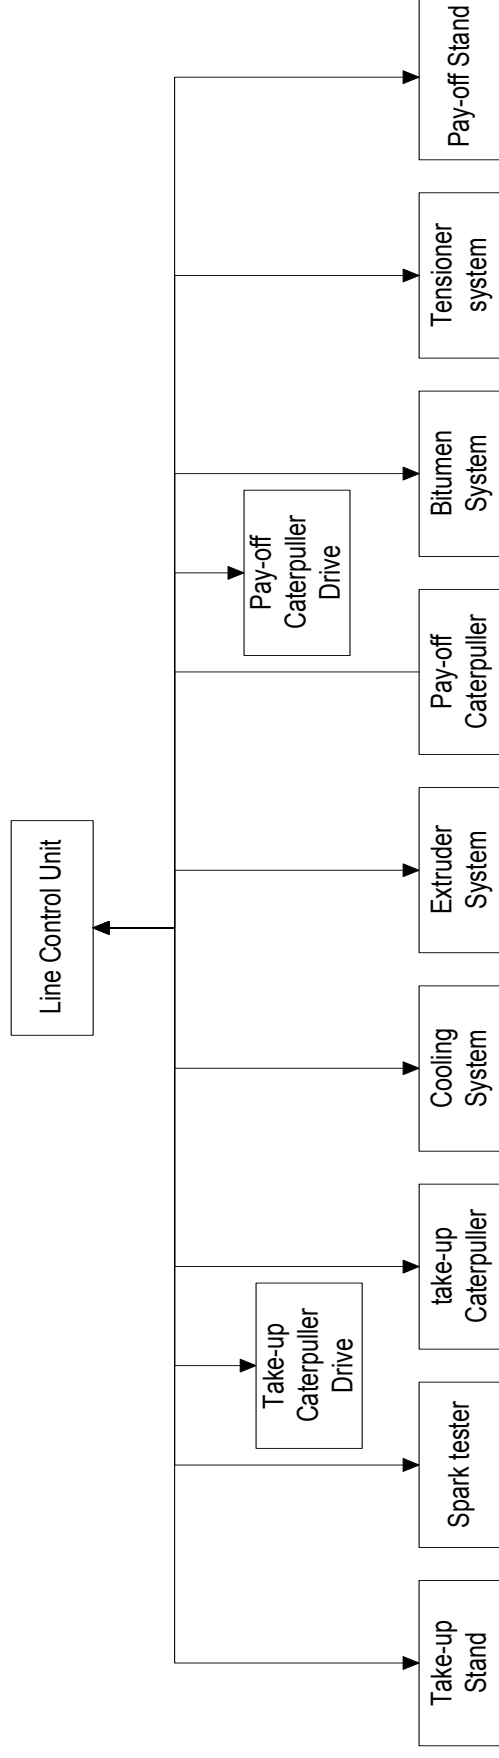 Line Control Unit
Take-up
Caterpuller
Drive
Pay-off
Caterpuller
Drive
Take-up
Stand
Spark tester
take-up
Caterpuller
Cooling
System
Extruder
System
Pay-off
Caterpuller
Bitumen
System
Tensioner
system
Pay-off Stand